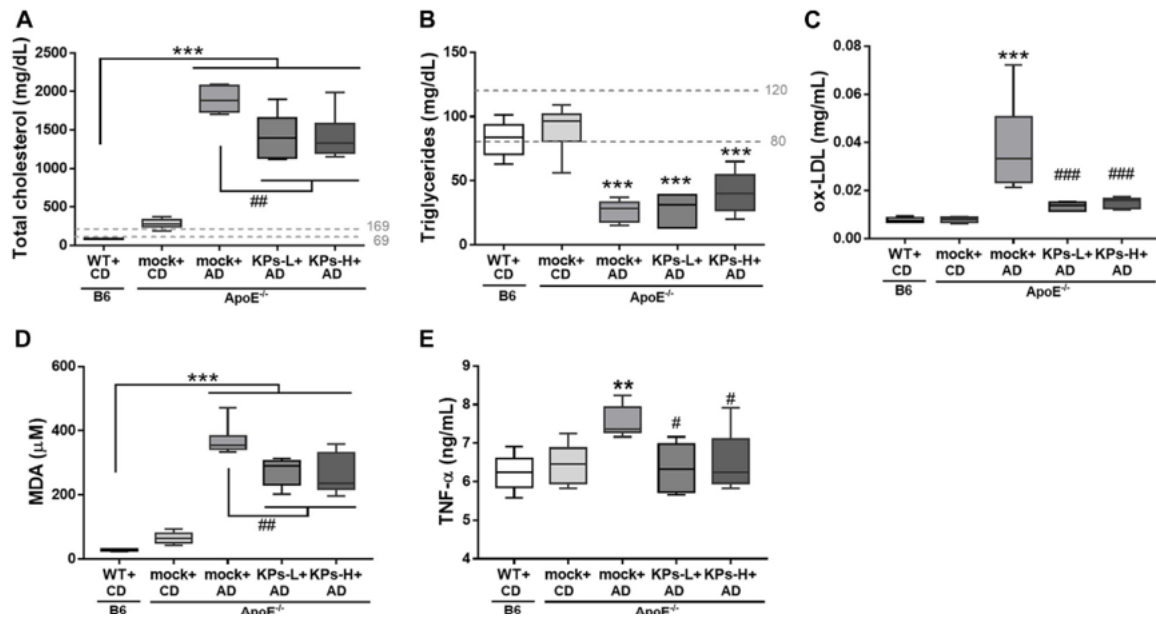 A
Total cholesterol (mg/dL)
2500
2000
1500
1000
500
0
***
##
169
69
WT+ mock+ mock+ KPs-L+ KPs-H+
CD CD AD AD AD
B6 ApoE-/-
B
Triglycerides (mg/dL)
150
100
50
0
120
80
*** *** ***
WT+ mock+ mock+ KPs-L+ KPs-H+
CD CD AD AD AD
B6 ApoE-/-
C
ox-LDL (mg/mL)
0.08
0.06
0.04
0.02
0.00
***
### ###
WT+ mock+ mock+ KPs-L+ KPs-H+
CD CD AD AD AD
B6 ApoE-/-
D
MDA (μM)
600
400
200
0
***
##
WT+ mock+ mock+ KPs-L+ KPs-H+
CD CD AD AD AD
B6 ApoE-/-
E
TNF-α (ng/mL)
9
8
7
6
5
4
**
# #
WT+ mock+ mock+ KPs-L+ KPs-H+
CD CD AD AD AD
B6 ApoE-/-